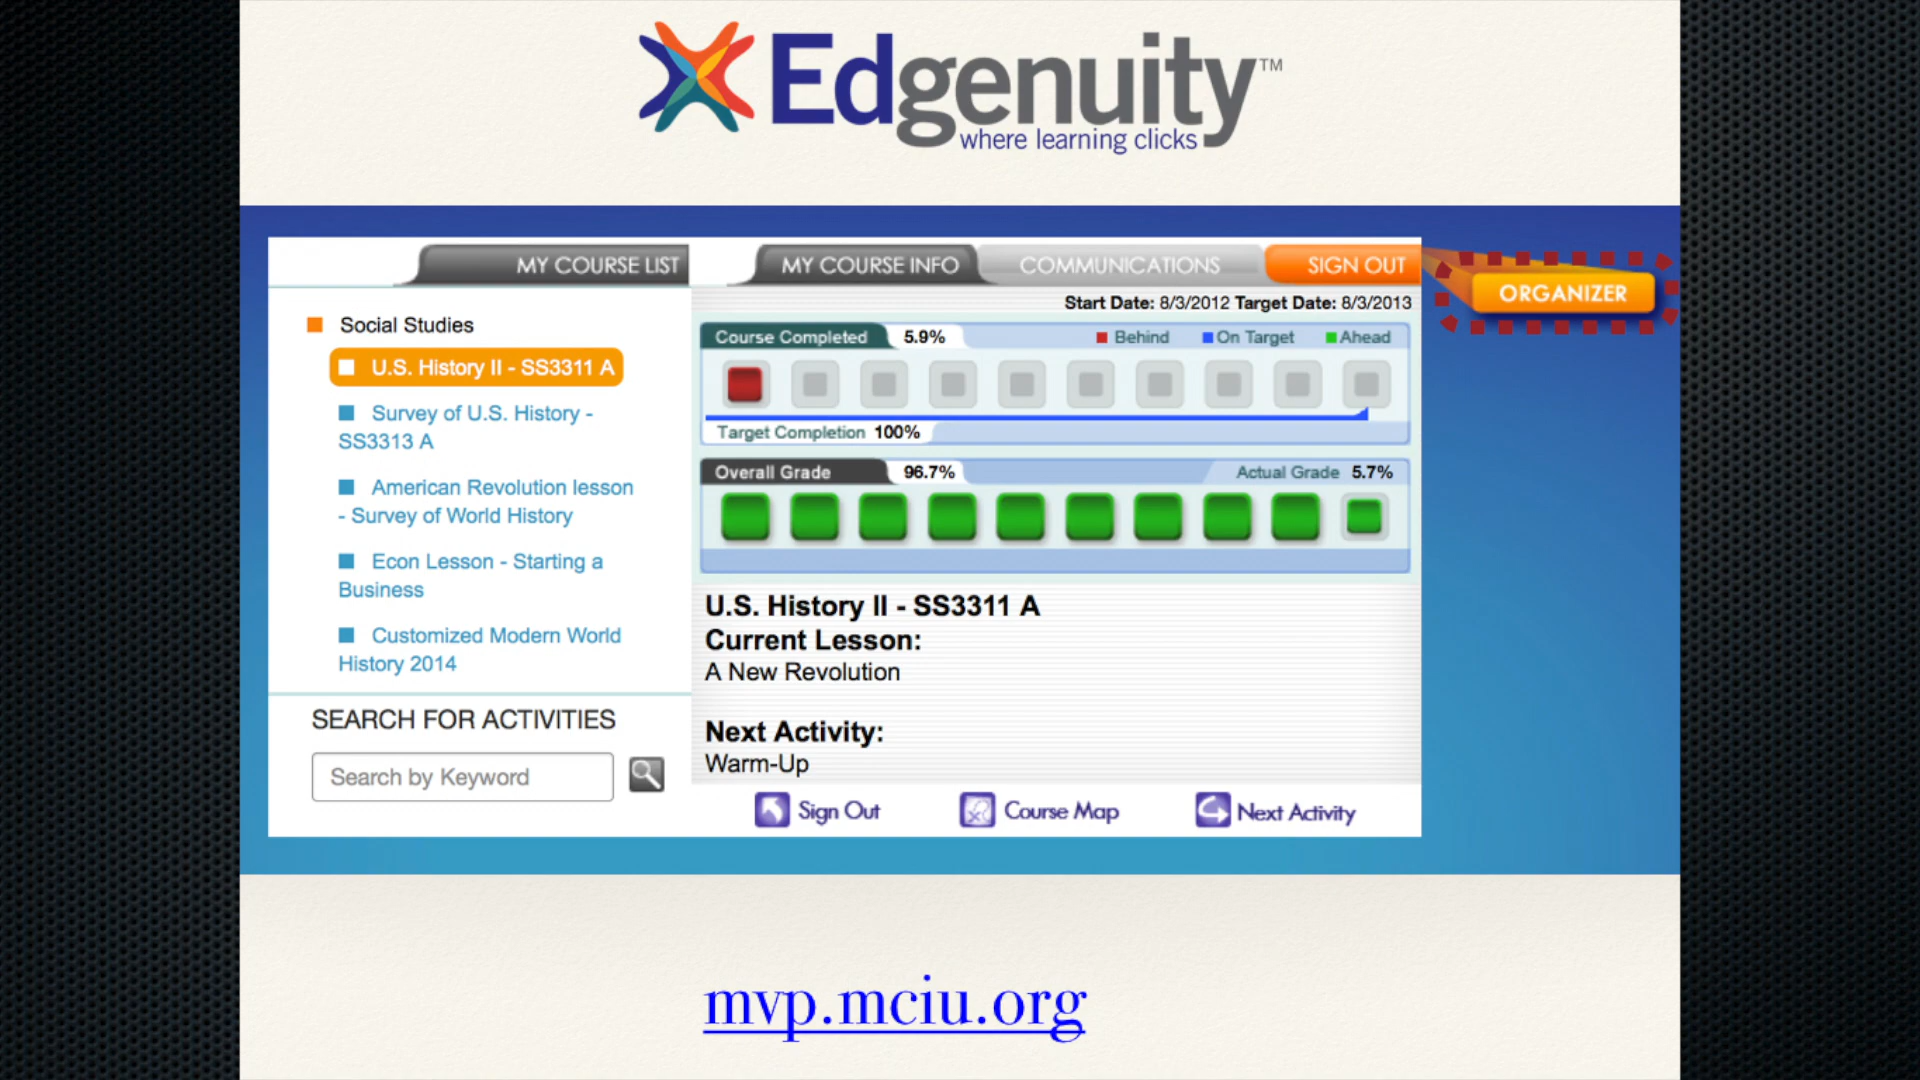 Edgenuity™
where learning clicks
MY COURSE LIST
MY COURSE INFO
COMMUNICATIONS
SIGN OUT
ORGANIZER
Social Studies
U.S. History II - SS3311 A
Survey of U.S. History -
SS3313 A
American Revolution lesson
- Survey of World History
Econ Lesson - Starting a
Business
Customized Modern World
History 2014
SEARCH FOR ACTIVITIES
Search by Keyword
Start Date: 8/3/2012 Target Date: 8/3/2013
Course Completed 5.9% Behind On Target Ahead
Target Completion 100%
Overall Grade 96.7% Actual Grade 5.7%
U.S. History II - SS3311 A
Current Lesson:
A New Revolution
Next Activity:
Warm-Up
Sign Out
Course Map
Next Activity
mvp.mciu.org